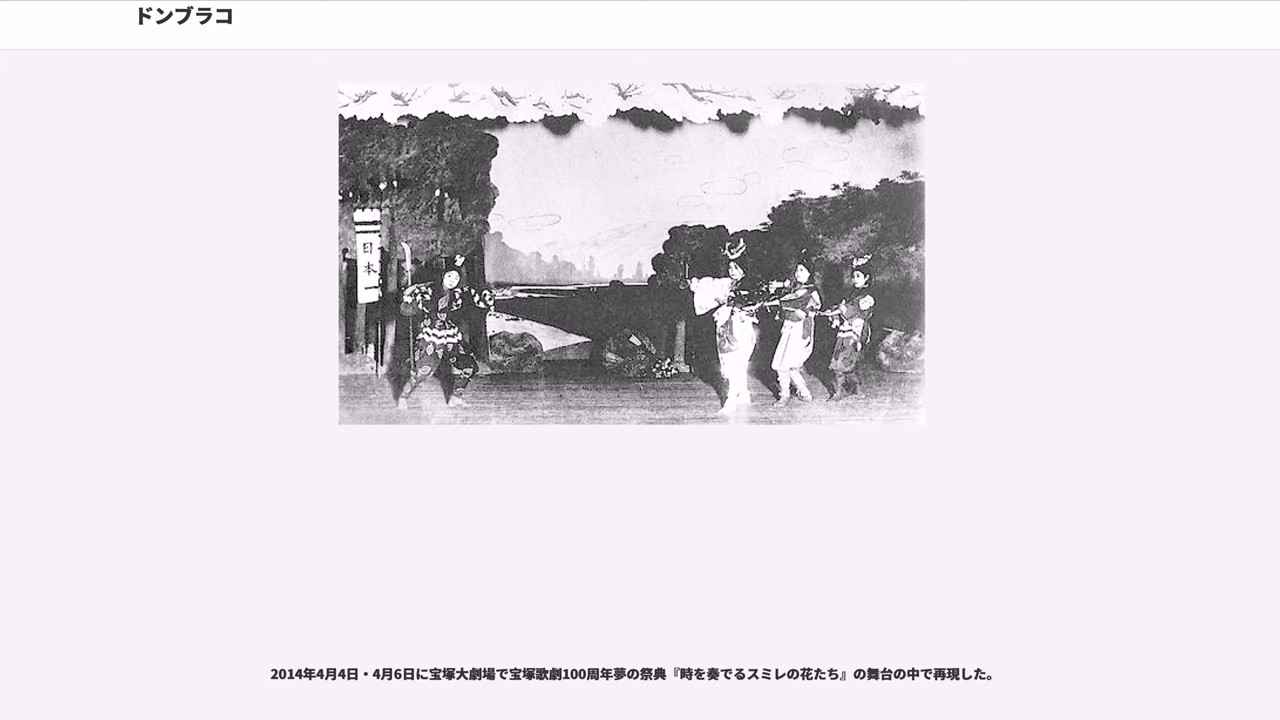 ドンブラコ
日本一
2014年4月4日・4月6日に宝塚大劇場で宝塚歌劇100周年夢の祭典『時を奏でるスミレの花たち』の舞台の中で再現した。